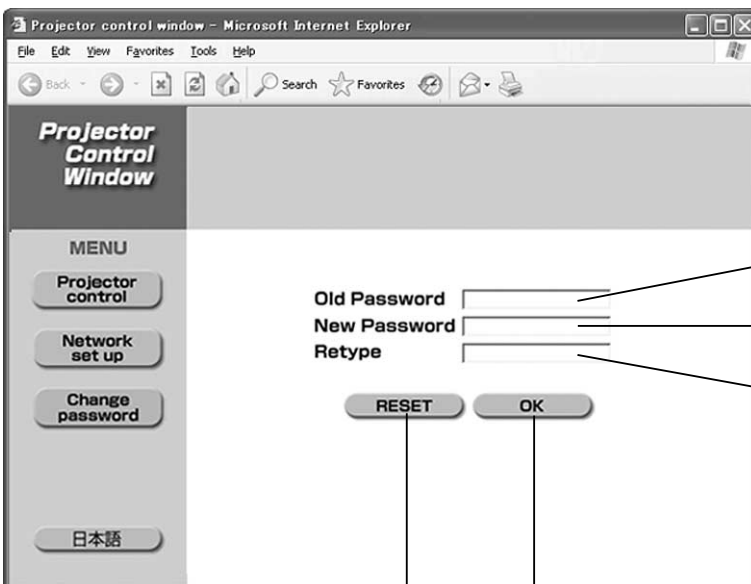 Projector control window - Microsoft Internet Explorer
File Edit View Favorites Tools Help
Back Search Favorites
Projector
Control
Window
MENU
Projector
control
Network
set up
Change
password
日本語
Old Password
New Password
Retype
RESET OK